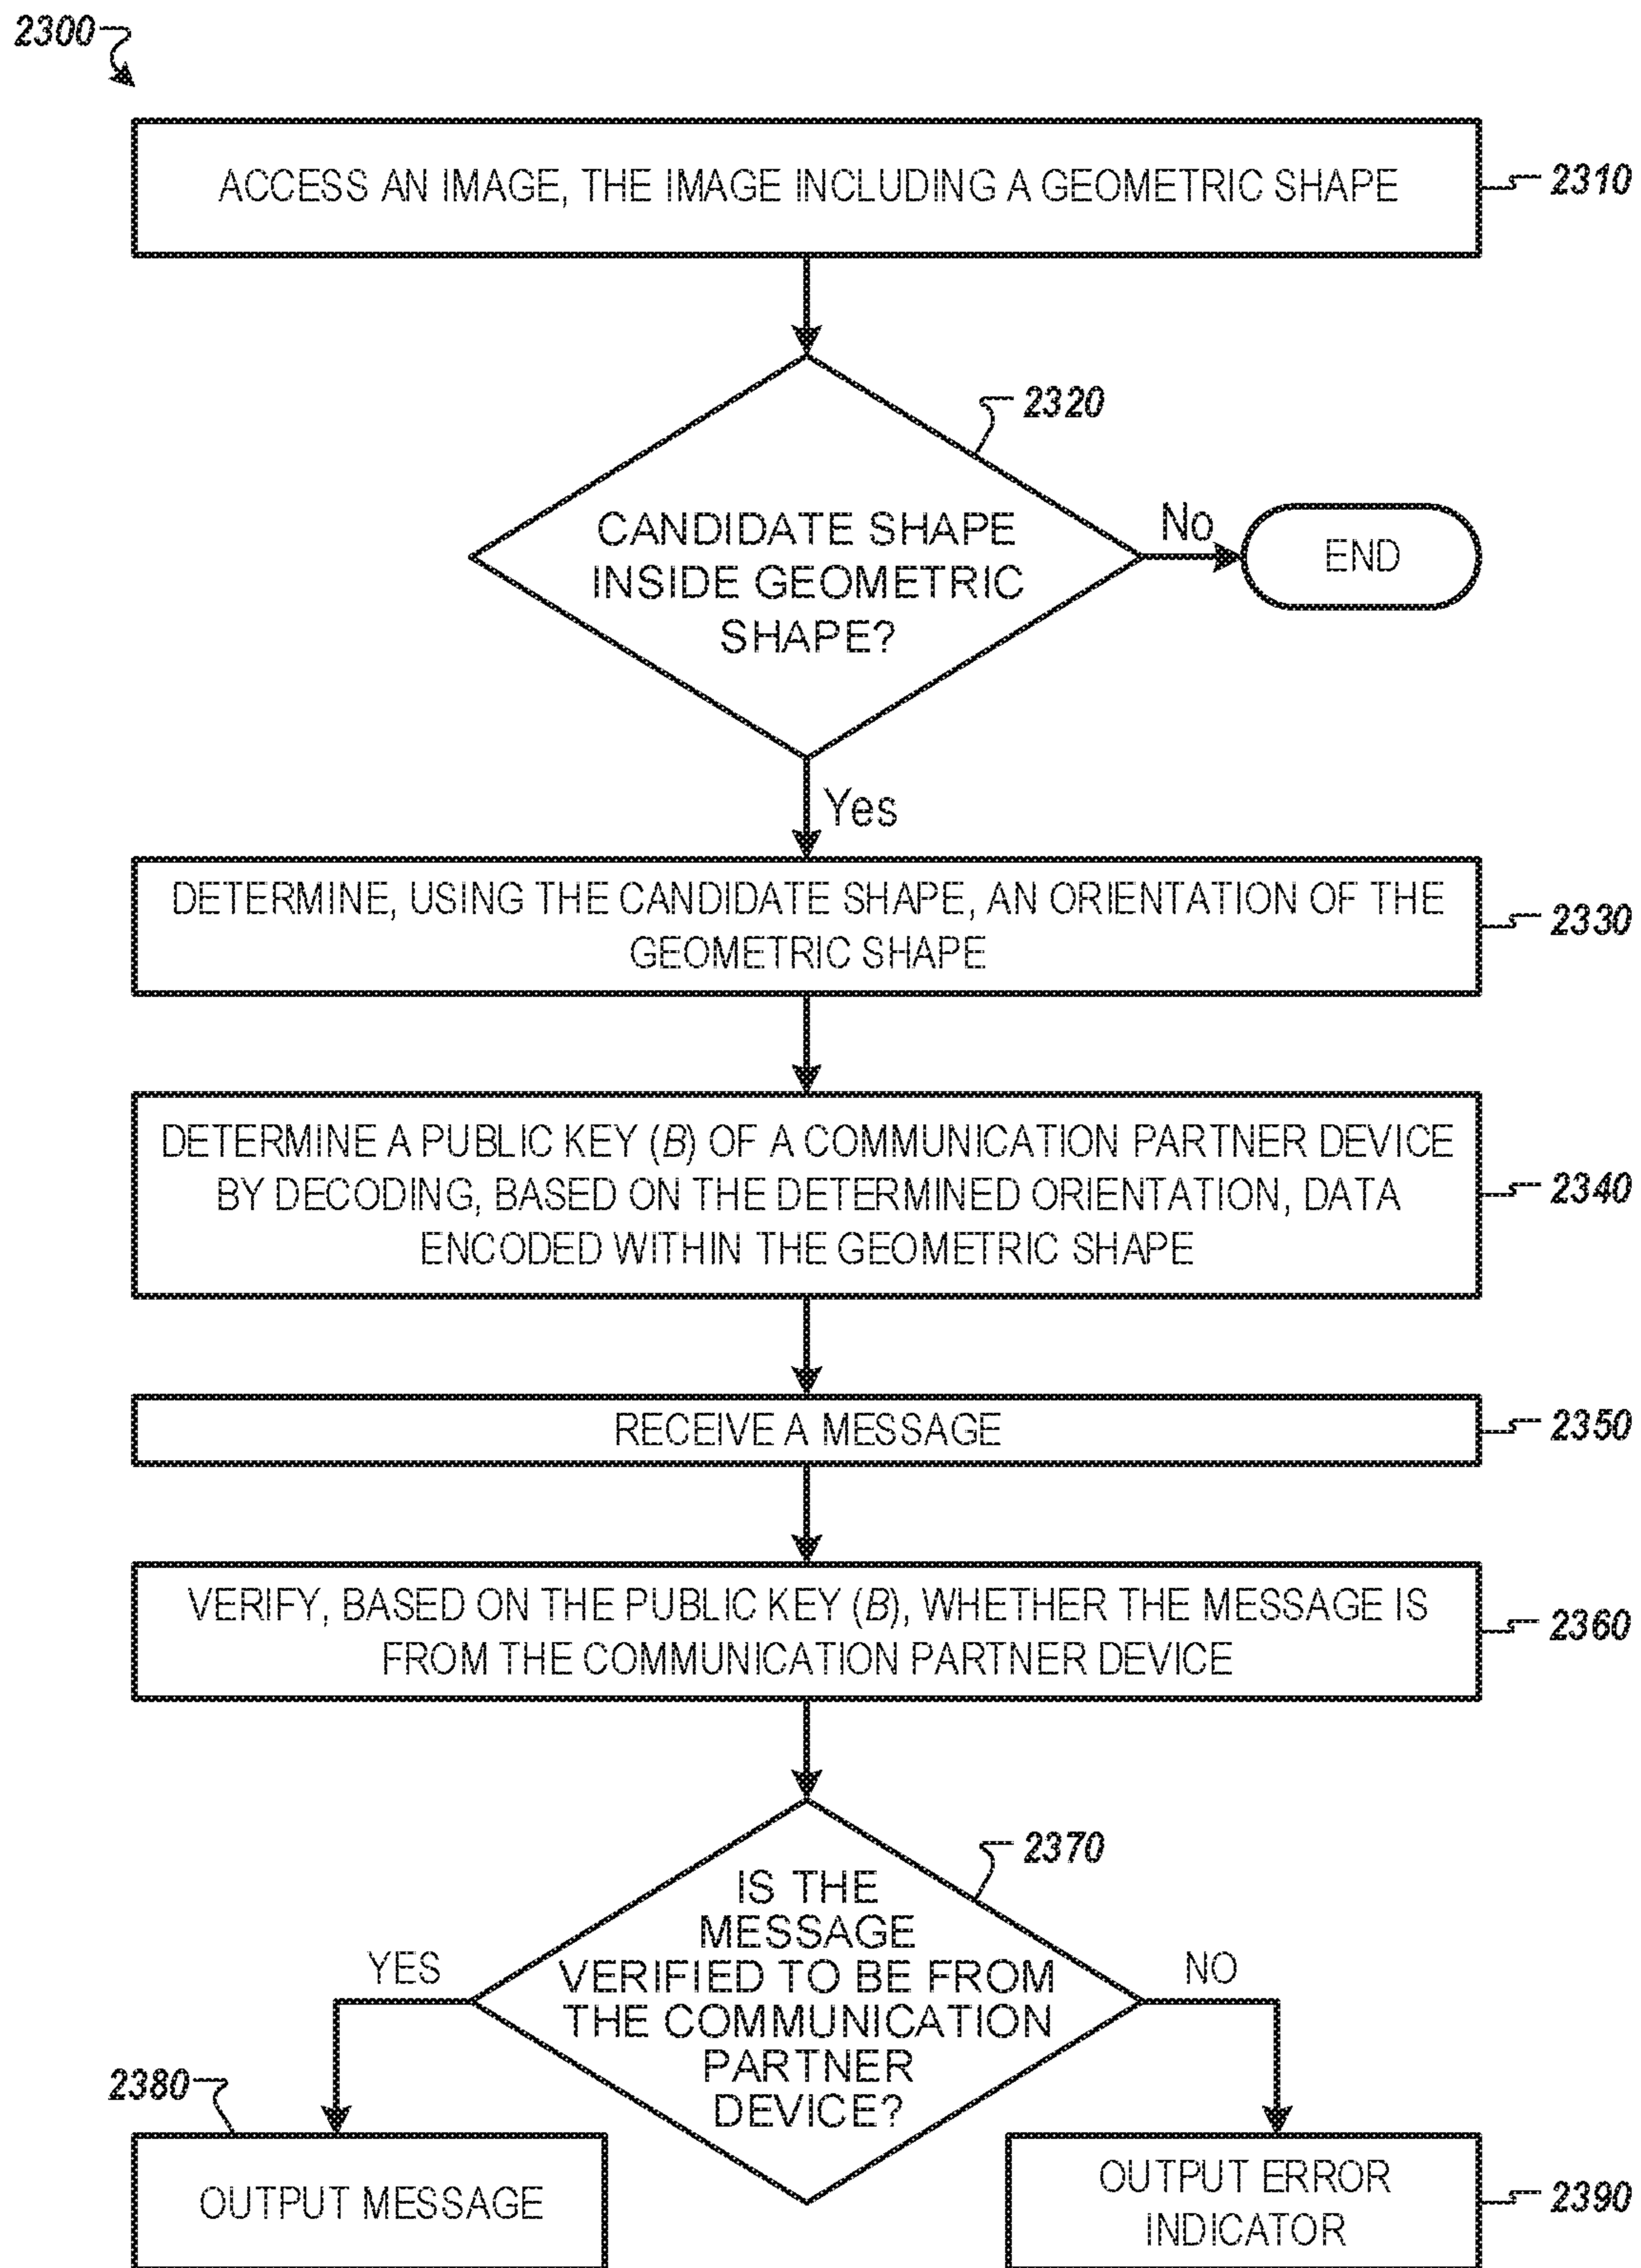 2300
ACCESS AN IMAGE, THE IMAGE INCLUDING A GEOMETRIC SHAPE
2310
2320
CANDIDATE SHAPE
INSIDE GEOMETRIC
SHAPE?
No
END
Yes
DETERMINE, USING THE CANDIDATE SHAPE, AN ORIENTATION OF THE
GEOMETRIC SHAPE
2330
DETERMINE A PUBLIC KEY (B) OF A COMMUNICATION PARTNER DEVICE
BY DECODING, BASED ON THE DETERMINED ORIENTATION, DATA
ENCODED WITHIN THE GEOMETRIC SHAPE
2340
RECEIVE A MESSAGE
2350
VERIFY, BASED ON THE PUBLIC KEY (B), WHETHER THE MESSAGE IS
FROM THE COMMUNICATION PARTNER DEVICE
2360
2370
IS THE
MESSAGE
VERIFIED TO BE FROM
THE COMMUNICATION
PARTNER
DEVICE?
YES
NO
2380
OUTPUT MESSAGE
OUTPUT ERROR
INDICATOR
2390